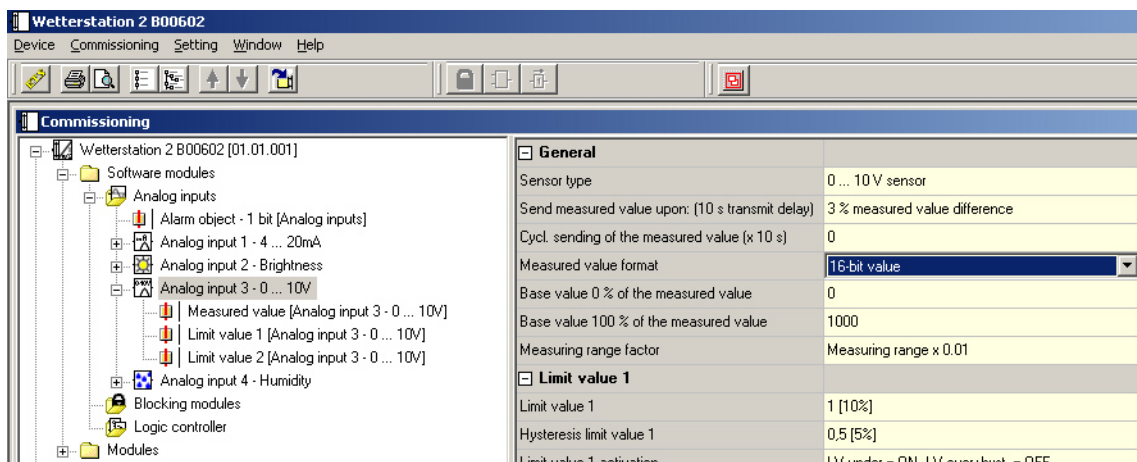 Wetterstation 2 B00602
Device Commissioning Setting Window Help
Commissioning
Wetterstation 2 B00602 [01.01.001]
Software modules
Analog inputs
Alarm object - 1 bit [Analog inputs]
Analog input 1 - 4 ... 20mA
Analog input 2 - Brightness
Analog input 3 - 0 ... 10V
Measured value [Analog input 3 - 0 ... 10V]
Limit value 1 [Analog input 3 - 0 ... 10V]
Limit value 2 [Analog input 3 - 0 ... 10V]
Analog input 4 - Humidity
Blocking modules
Logic controller
Modules
General
Sensor type 0 ... 10 V sensor
Send measured value upon: (10 s transmit delay) 3 % measured value difference
Cycl. sending of the measured value (x 10 s) 0
Measured value format 16-bit value
Base value 0 % of the measured value 0
Base value 100 % of the measured value 1000
Measuring range factor Measuring range x 0.01
Limit value 1
Limit value 1 1 [10%]
Hysteresis limit value 1 0,5 [5%]
Limit value 1 activation